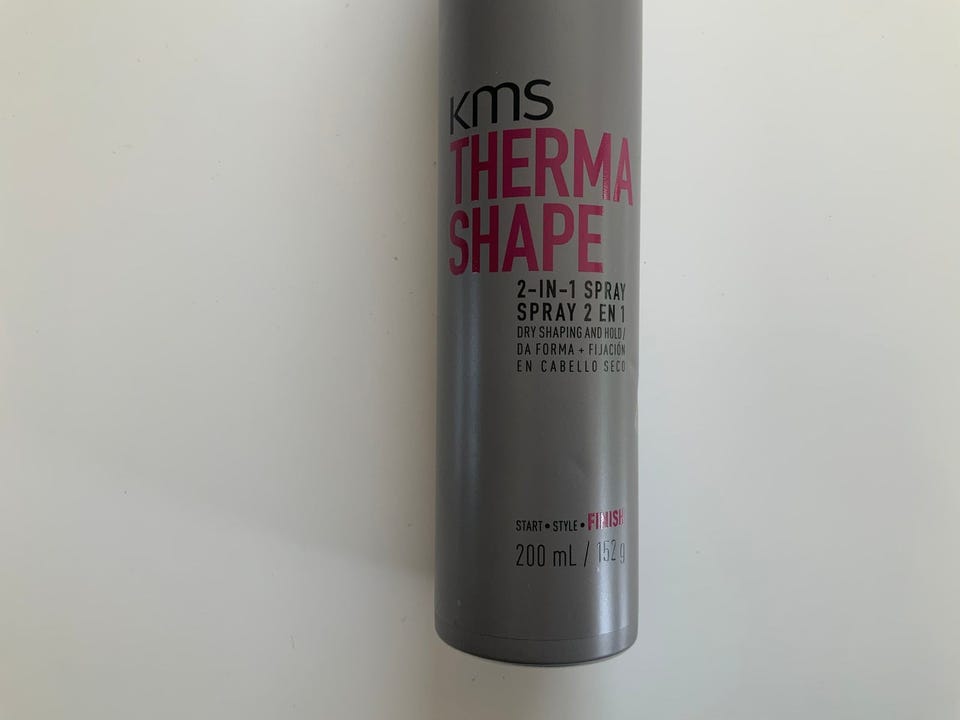 kms
THERMA
SHAPE
2-IN-1 SPRAY
SPRAY 2 EN 1
DRY SHAPING AND HOLD /
DA FORMA + FIJACIÓN
EN CABELLO SECO
START • STYLE • FINISH
200 mL / 152 g